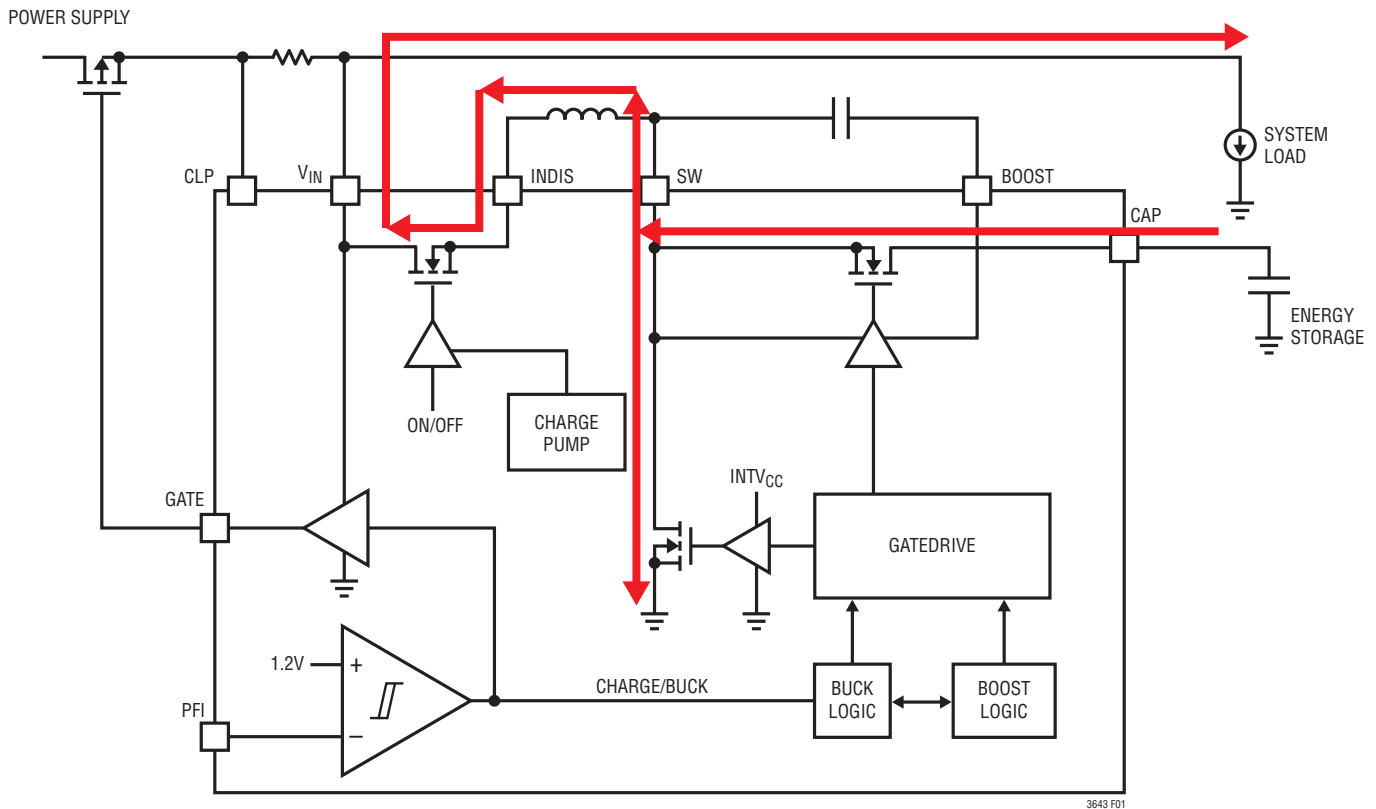 POWER SUPPLY
SYSTEM
LOAD
CLP
VIN
INDIS
SW
BOOST
CAP
ENERGY
STORAGE
ON/OFF
CHARGE
PUMP
GATE
INTVCC
GATEDRIVE
1.2V
+
−
PFI
CHARGE/BUCK
BUCK
LOGIC
BOOST
LOGIC
3643 F01